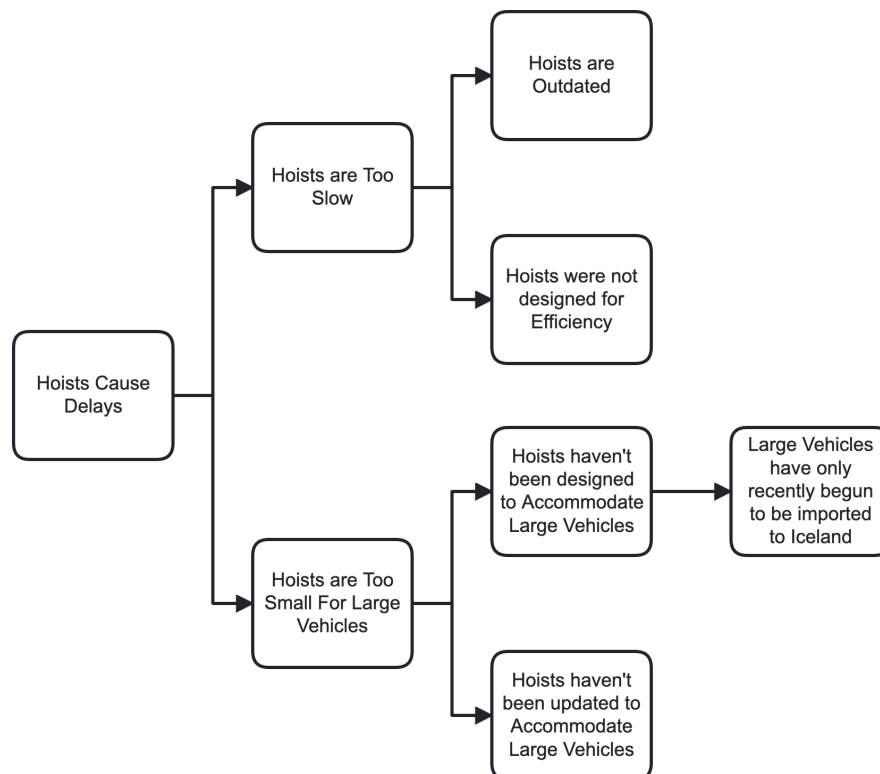 Hoists are
Outdated
Hoists are Too
Slow
Hoists were not
designed for
Efficiency
Hoists Cause
Delays
Hoists haven't
been designed
to Accommodate
Large Vehicles
Large Vehicles
have only
recently begun
to be imported
to Iceland
Hoists are Too
Small For Large
Vehicles
Hoists haven't
been updated to
Accommodate
Large Vehicles